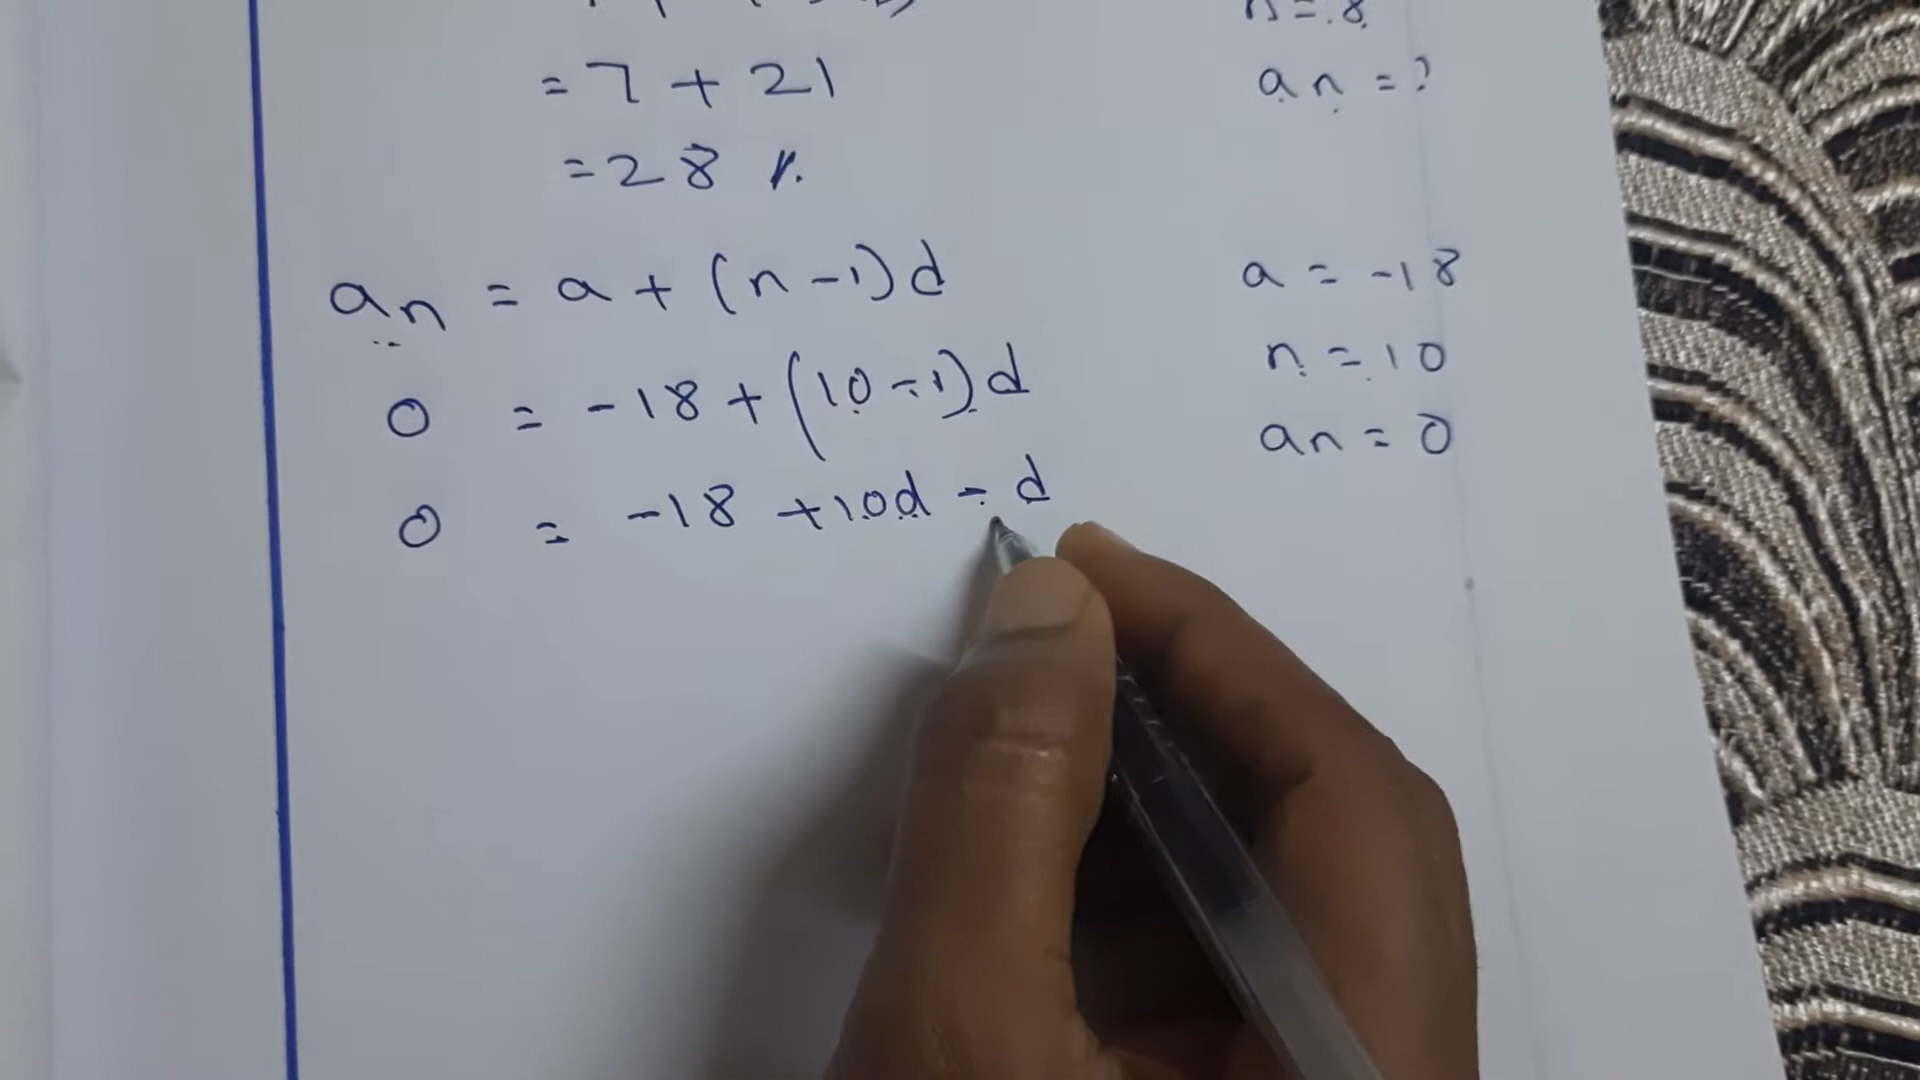 n = 8
= 7 + 21
an = ?
= 28 //.
an = a + (n - 1) d
a = -18
0 = -18 + (10 - 1) d
n = 10
an = 0
0 = -18 + 10d - d